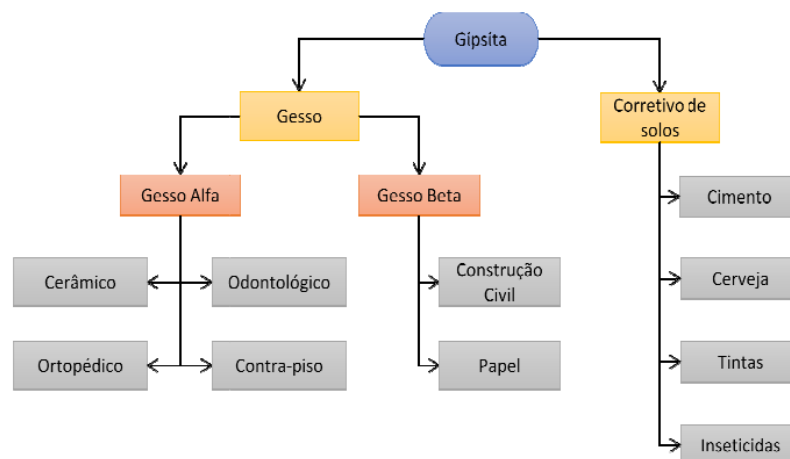 Gipsita
Gesso
Corretivo de
solos
Gesso Alfa
Gesso Beta
Cimento
Cerâmico
Odontológico
Construção
Civil
Cerveja
Ortopédico
Contra-piso
Papel
Tintas
Inseticidas